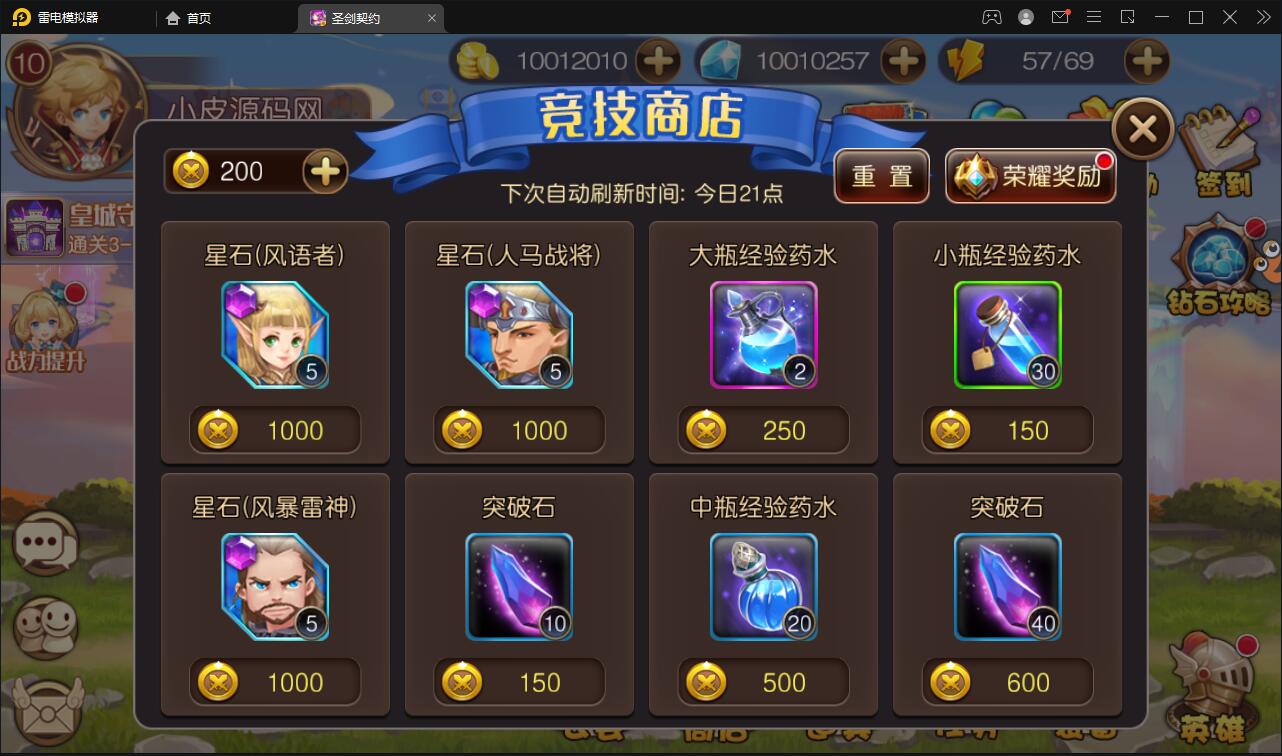 雷电模拟器
首页
圣剑契约
10
10012010
10010257
57/69
小皮源码网
竞技商店
200
下次自动刷新时间: 今日21点
重 置
荣耀奖励
签到
皇城守
通关3-
钻石攻略
战力提升
星石(风语者)
5
1000
星石(人马战将)
5
1000
大瓶经验药水
2
250
小瓶经验药水
30
150
星石(风暴雷神)
5
1000
突破石
10
150
中瓶经验药水
20
500
突破石
40
600
英雄